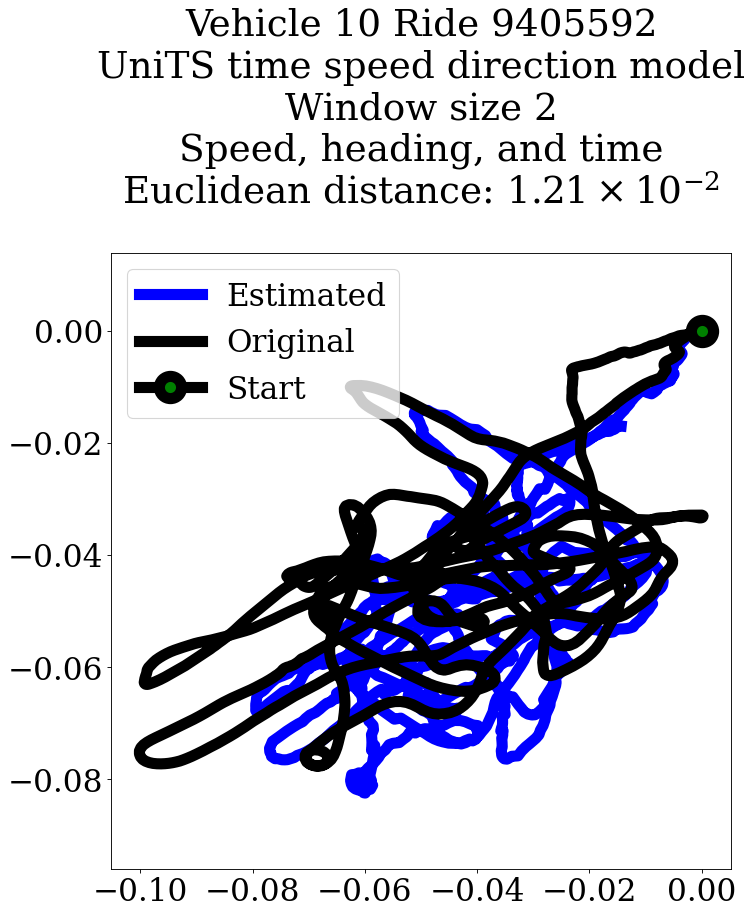 Vehicle 10 Ride 9405592
UniTS time speed direction model
Window size 2
Speed, heading, and time
Euclidean distance: 1.21 × 10⁻²
Estimated
Original
Start
0.00
−0.02
−0.04
−0.06
−0.08
−0.10 −0.08 −0.06 −0.04 −0.02 0.00